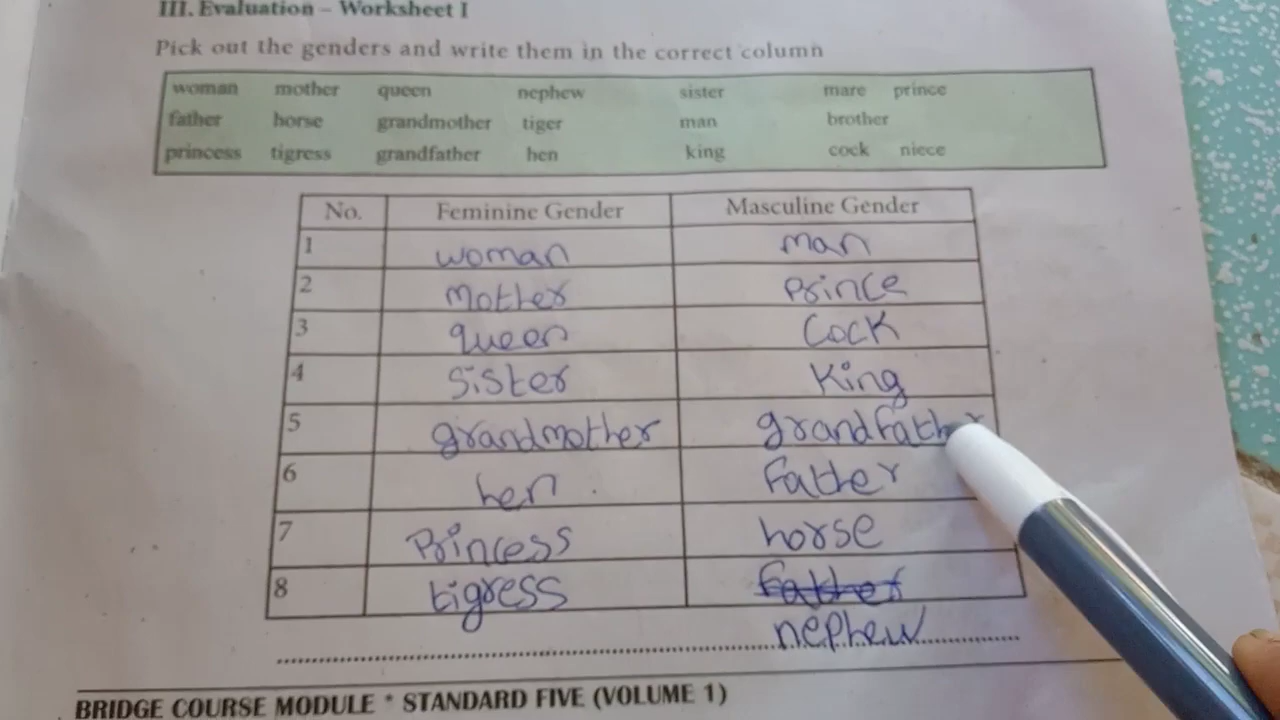 III. Evaluation – Worksheet I
Pick out the genders and write them in the correct column
woman mother queen nephew sister mare prince
father horse grandmother tiger man brother
princess tigress grandfather hen king cock niece
No. Feminine Gender Masculine Gender
1 woman man
2 Mother Prince
3 queen Cock
4 Sister King
5 grandmother grandfather
6 hen Father
7 Princess horse
8 tigress Father
nephew
BRIDGE COURSE MODULE * STANDARD FIVE (VOLUME 1)